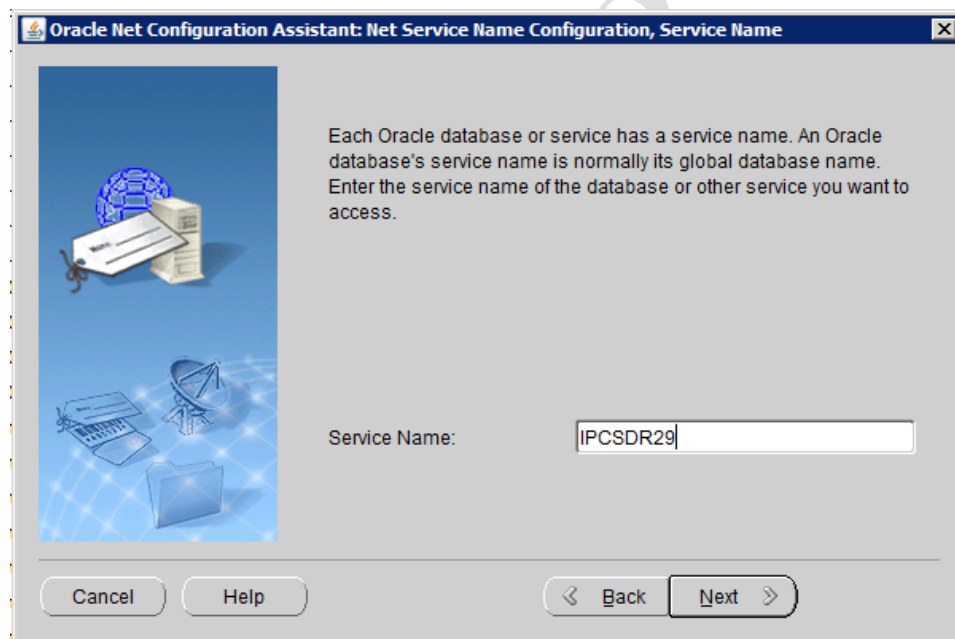 Oracle Net Configuration Assistant: Net Service Name Configuration, Service Name
Each Oracle database or service has a service name. An Oracle
database's service name is normally its global database name.
Enter the service name of the database or other service you want to
access.
Service Name:
IPCSDR29
Cancel
Help
Back
Next